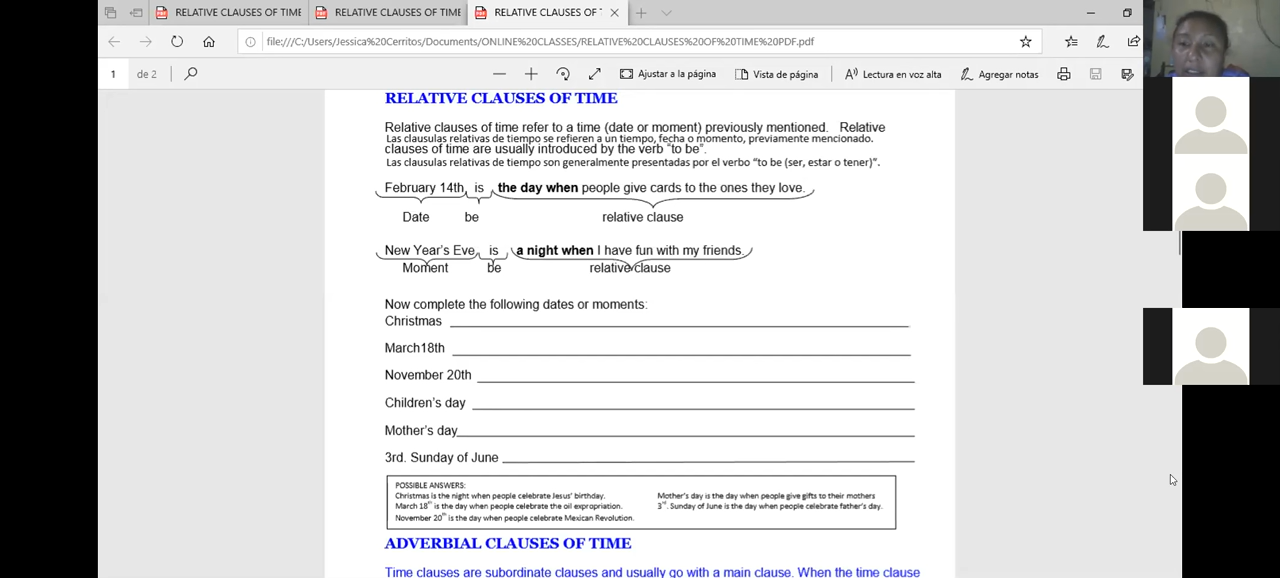 RELATIVE CLAUSES OF TIME
RELATIVE CLAUSES OF TIME
RELATIVE CLAUSES OF T
file:///C:/Users/Jessica%20Cerritos/Documents/ONLINE%20CLASSES/RELATIVE%20CLAUSES%20OF%20TIME%20PDF.pdf
1 de 2 Ajustar a la página Vista de página Lectura en voz alta Agregar notas
RELATIVE CLAUSES OF TIME
Relative clauses of time refer to a time (date or moment) previously mentioned. Relative
Las clausulas relativas de tiempo se refieren a un tiempo, fecha o momento, previamente mencionado.
clauses of time are usually introduced by the verb “to be”.
Las clausulas relativas de tiempo son generalmente presentadas por el verbo “to be (ser, estar o tener)”.
February 14th is the day when people give cards to the ones they love.
Date be relative clause
New Year’s Eve is a night when I have fun with my friends.
Moment be relative clause
Now complete the following dates or moments:
Christmas
March18th
November 20th
Children’s day
Mother’s day
3rd. Sunday of June
POSSIBLE ANSWERS:
Christmas is the night when people celebrate Jesus’ birthday.
March 18th is the day when people celebrate the oil expropriation.
November 20th is the day when people celebrate Mexican Revolution.
Mother’s day is the day when people give gifts to their mothers
3rd. Sunday of June is the day when people celebrate father’s day.
ADVERBIAL CLAUSES OF TIME
Time clauses are subordinate clauses and usually go with a main clause. When the time clause